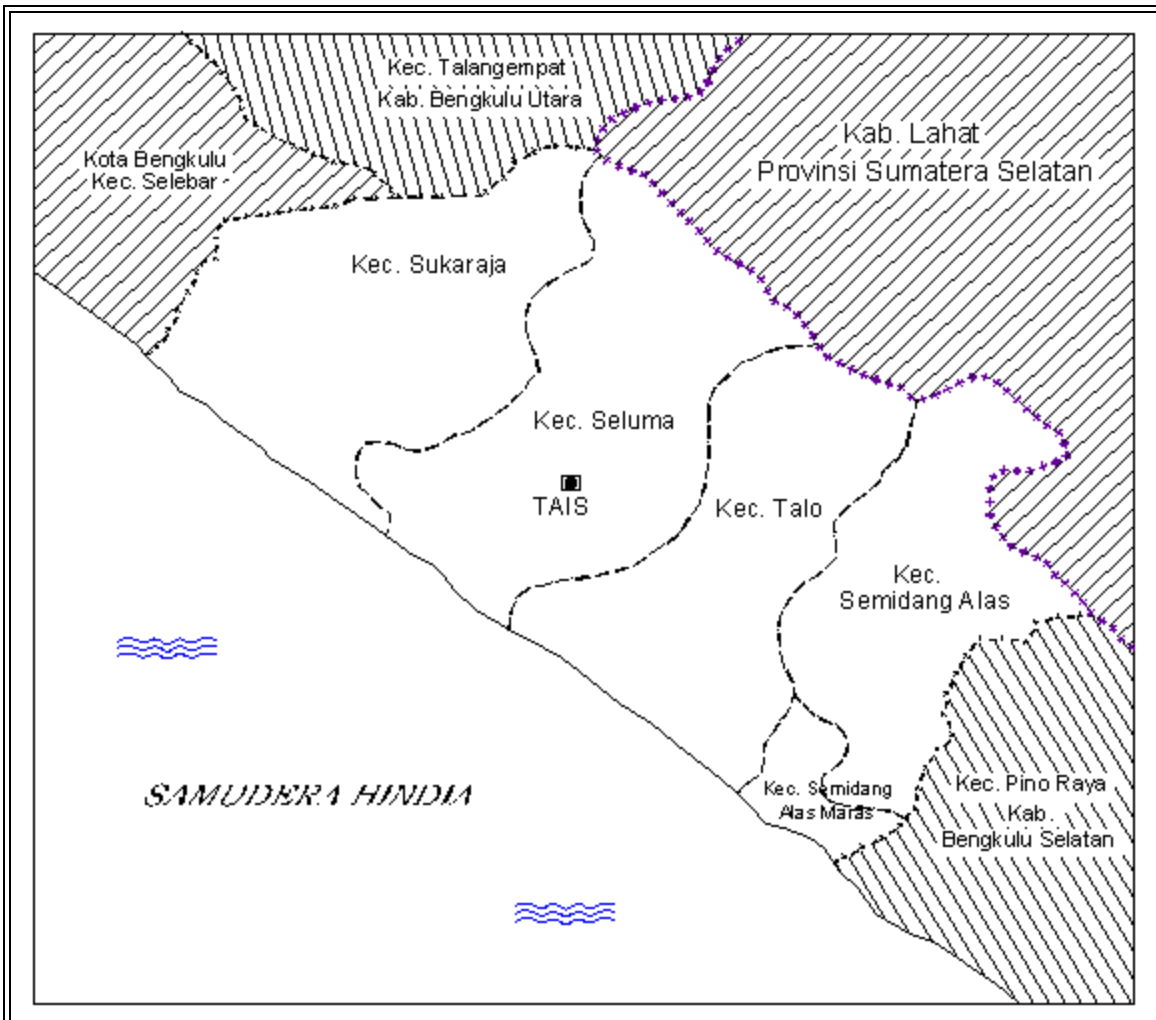 Kec. Talangempat
Kab. Bengkulu Utara
Kota Bengkulu
Kec. Selebar
Kab. Lahat
Provinsi Sumatera Selatan
Kec. Sukaraja
Kec. Seluma
TAIS
Kec. Talo
Kec.
Semidang Alas
Kec. Semidang
Alas Maras
Kec. Pino Raya
Kab.
Bengkulu Selatan
SAMUDERA HINDIA